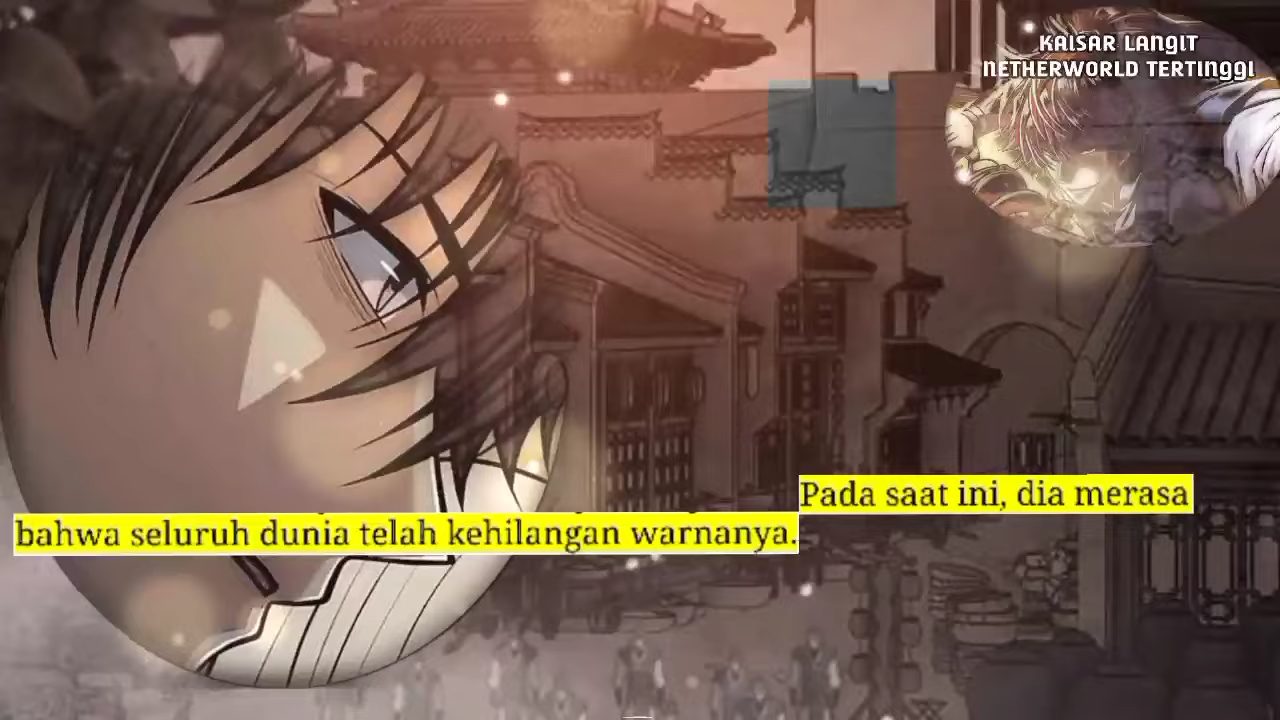 KAISAR LANGIT
NETHERWORLD TERTINGGI
Pada saat ini, dia merasa
bahwa seluruh dunia telah kehilangan warnanya.